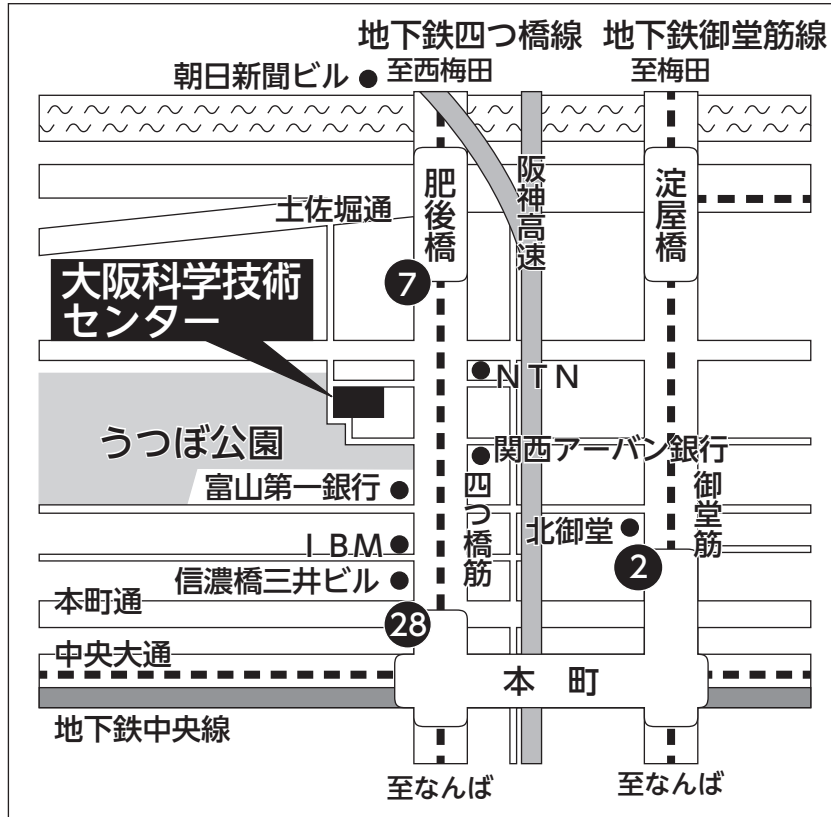 地下鉄四つ橋線 地下鉄御堂筋線
至西梅田 至梅田
朝日新聞ビル
肥後橋
阪神高速
淀屋橋
土佐堀通
大阪科学技術
センター
7
NTN
うつぼ公園
関西アーバン銀行
富山第一銀行
四つ橋筋
御堂筋
北御堂
IBM
2
信濃橋三井ビル
本町通
28
中央大通
本町
地下鉄中央線
至なんば 至なんば